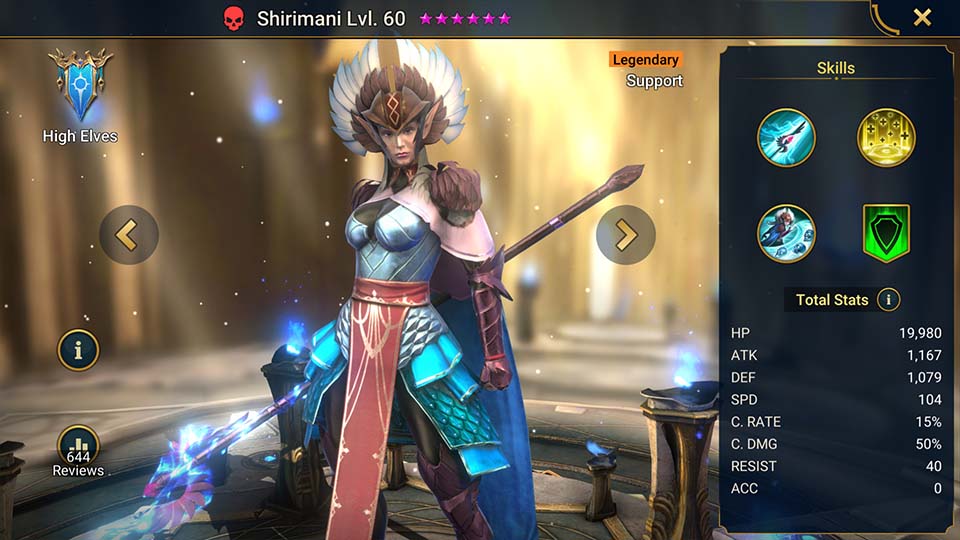 Shirimani Lvl. 60
High Elves
Legendary
Support
644
Reviews
Skills
Total Stats i
HP 19,980
ATK 1,167
DEF 1,079
SPD 104
C. RATE 15%
C. DMG 50%
RESIST 40
ACC 0
i